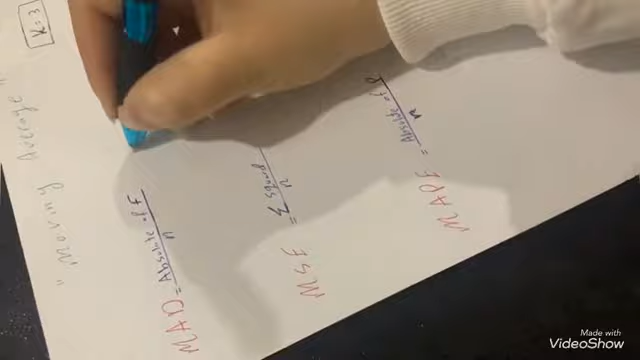 K=3
"moving average"
MAD = Absolute of F
n
MSE = Σ squared
n
MAPE = Absolute of
n
Made with
VideoShow